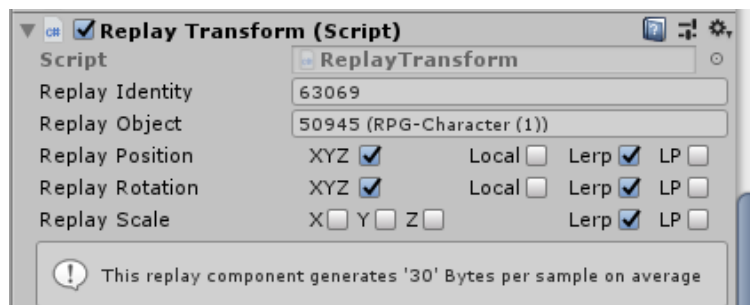 c# Replay Transform (Script)
Script ReplayTransform
Replay Identity 63069
Replay Object 50945 (RPG-Character (1))
Replay Position XYZ Local Lerp LP
Replay Rotation XYZ Local Lerp LP
Replay Scale X Y Z Lerp LP
This replay component generates '30' Bytes per sample on average